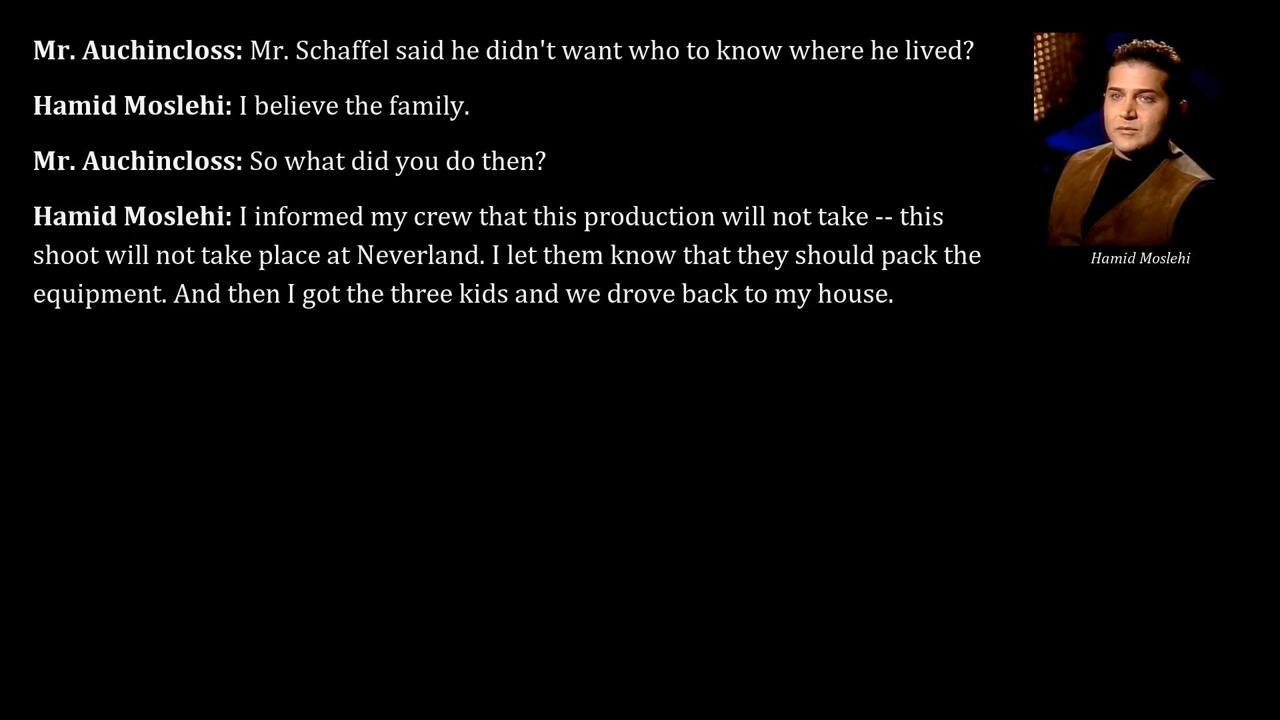 Mr. Auchincloss: Mr. Schaffel said he didn't want who to know where he lived?
Hamid Moslehi: I believe the family.
Mr. Auchincloss: So what did you do then?
Hamid Moslehi: I informed my crew that this production will not take -- this
shoot will not take place at Neverland. I let them know that they should pack the
equipment. And then I got the three kids and we drove back to my house.
Hamid Moslehi